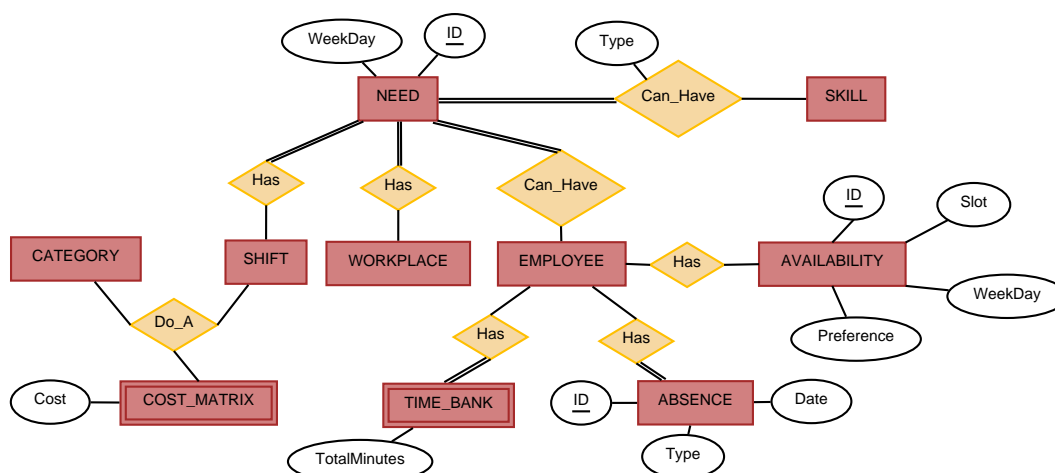 WeekDay
ID
Type
NEED
Can_Have
SKILL
Has
Has
Can_Have
ID
Slot
CATEGORY
SHIFT
WORKPLACE
EMPLOYEE
Has
AVAILABILITY
WeekDay
Do_A
Has
Has
Preference
Cost
COST_MATRIX
TIME_BANK
ID
ABSENCE
Date
TotalMinutes
Type